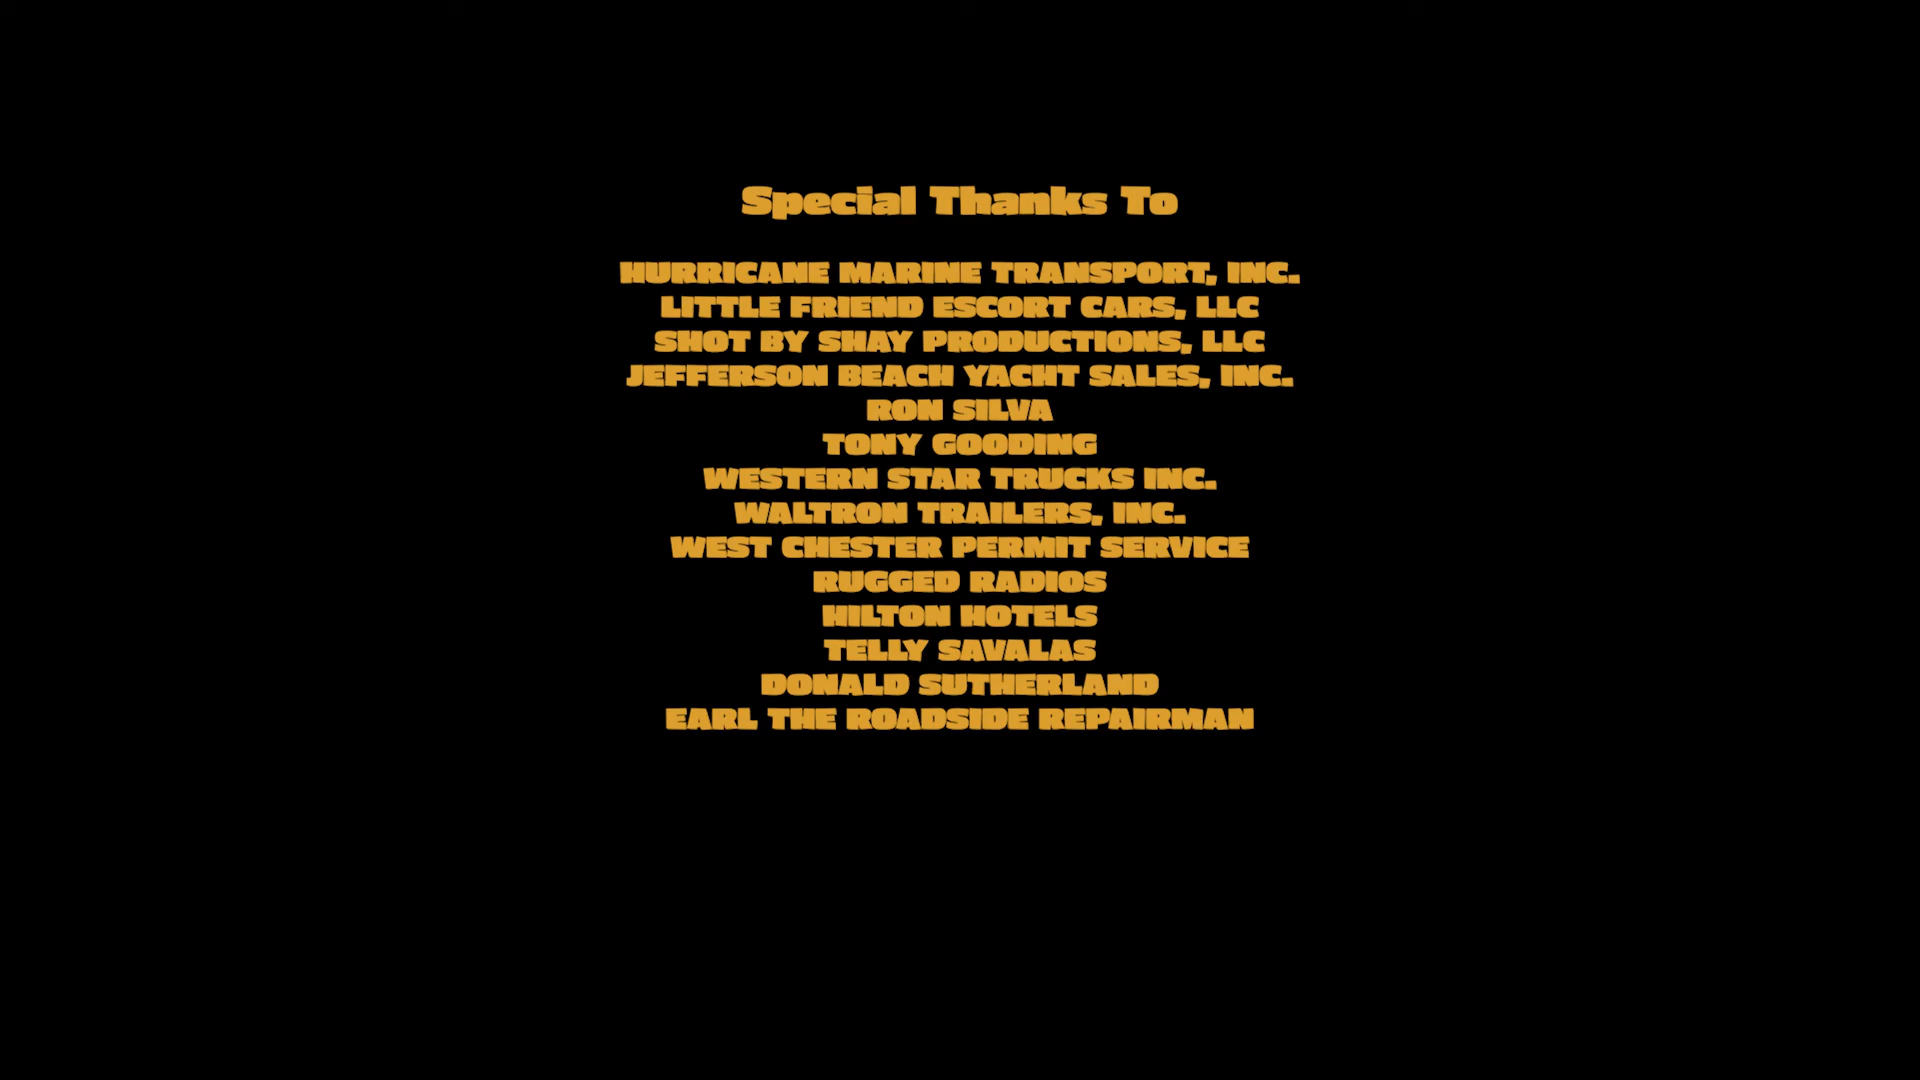 Special Thanks To
HURRICANE MARINE TRANSPORT, INC.
LITTLE FRIEND ESCORT CARS, LLC
SHOT BY SHAY PRODUCTIONS, LLC
JEFFERSON BEACH YACHT SALES, INC.
RON SILVA
TONY GOODING
WESTERN STAR TRUCKS INC.
WALTRON TRAILERS, INC.
WEST CHESTER PERMIT SERVICE
RUGGED RADIOS
HILTON HOTELS
TELLY SAVALAS
DONALD SUTHERLAND
EARL THE ROADSIDE REPAIRMAN